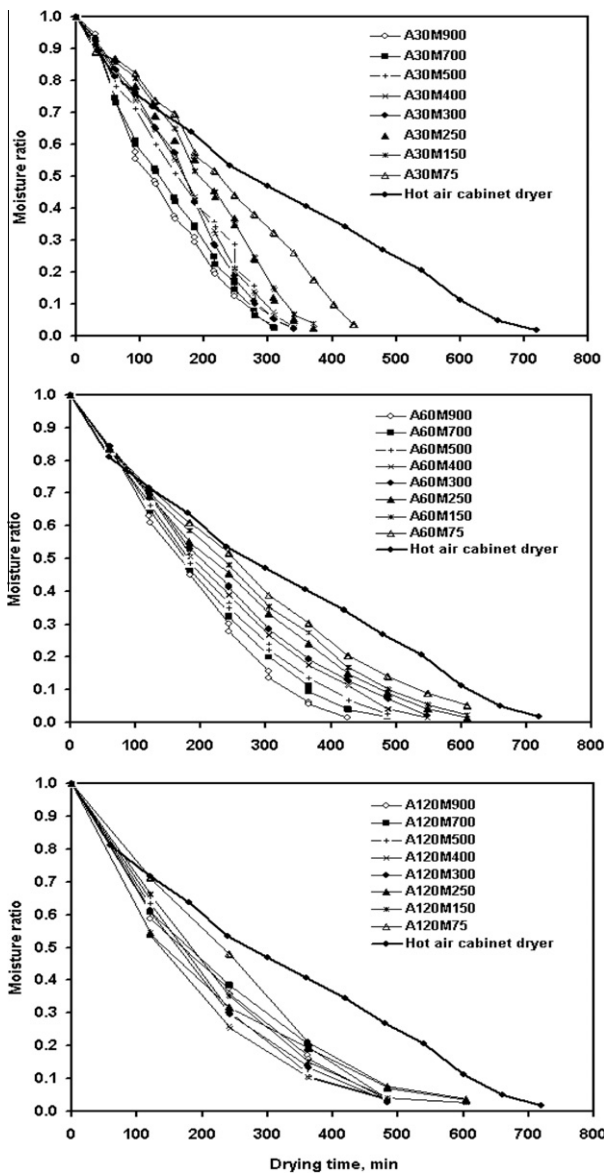 1.0
0.9
0.8
0.7
0.6
0.5
0.4
0.3
0.2
0.1
0.0
Moisture ratio
A30M900
A30M700
A30M500
A30M400
A30M300
A30M250
A30M150
A30M75
Hot air cabinet dryer
0 100 200 300 400 500 600 700 800
1.0
0.9
0.8
0.7
0.6
0.5
0.4
0.3
0.2
0.1
0.0
Moisture ratio
A60M900
A60M700
A60M500
A60M400
A60M300
A60M250
A60M150
A60M75
Hot air cabinet dryer
0 100 200 300 400 500 600 700 800
1.0
0.9
0.8
0.7
0.6
0.5
0.4
0.3
0.2
0.1
0.0
Moisture ratio
A120M900
A120M700
A120M500
A120M400
A120M300
A120M250
A120M150
A120M75
Hot air cabinet dryer
0 100 200 300 400 500 600 700 800
Drying time, min